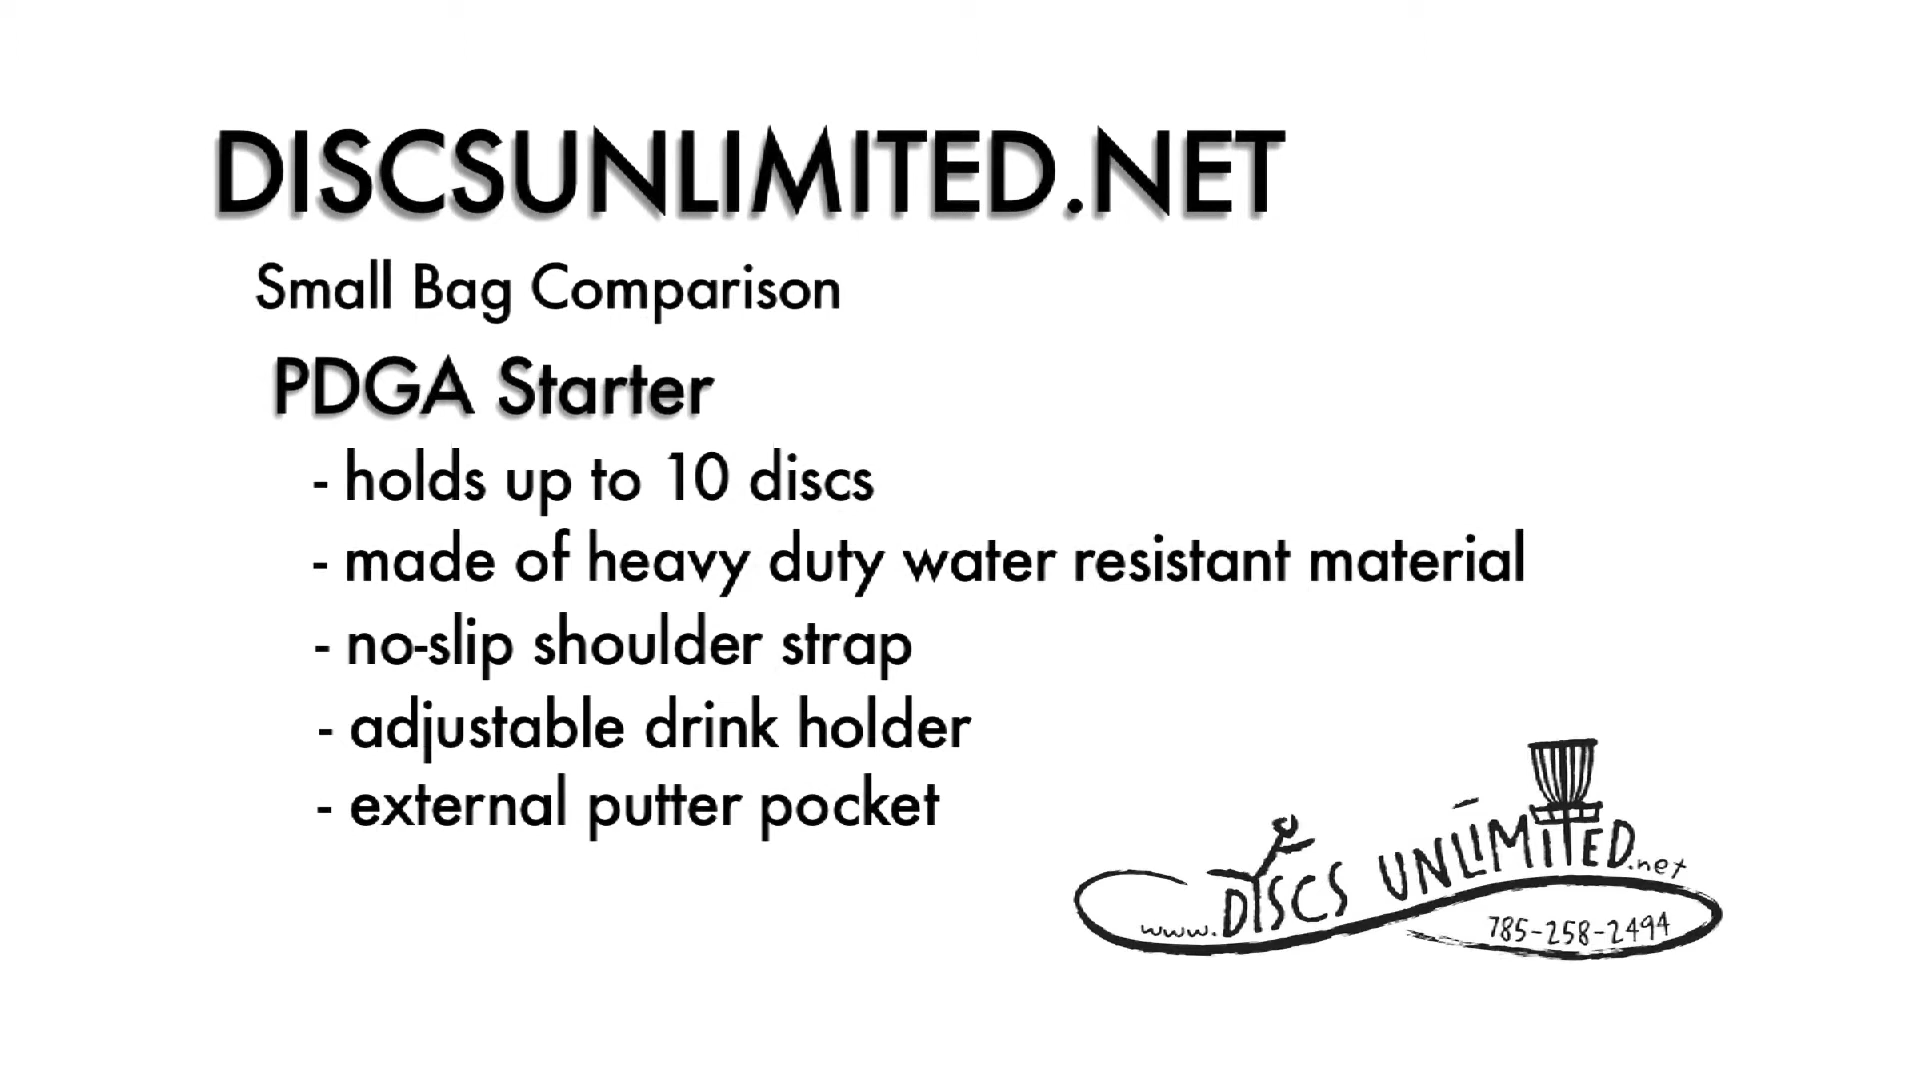 DISCSUNLIMITED.NET
Small Bag Comparison
PDGA Starter
- holds up to 10 discs
- made of heavy duty water resistant material
- no-slip shoulder strap
- adjustable drink holder
- external putter pocket
www.DISCS UNLIMITED.net
785-258-2494